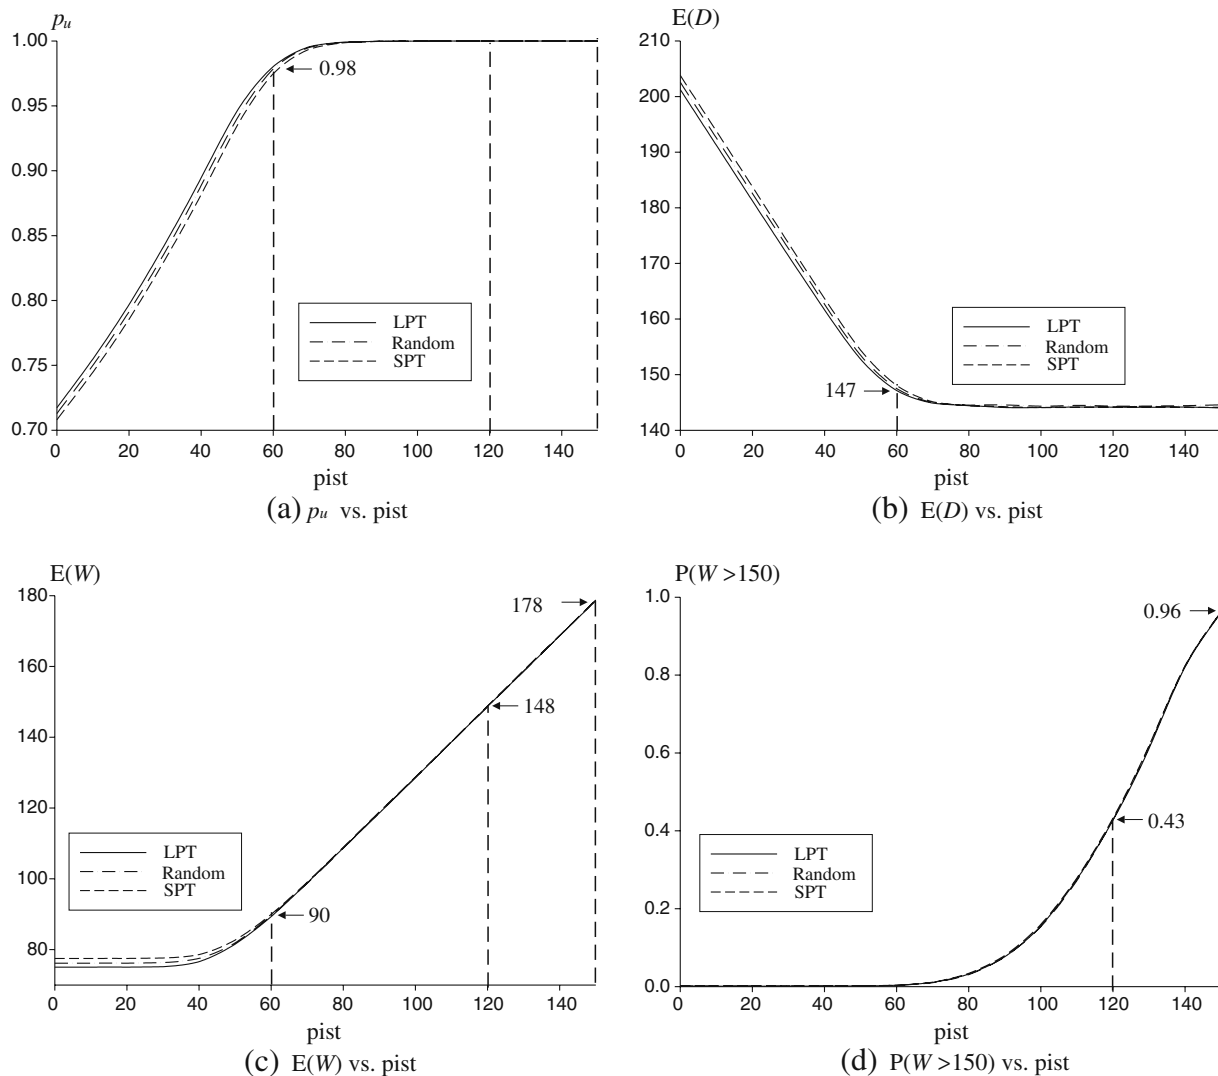 p_u
1.00
0.95
0.90
0.85
0.80
0.75
0.70
0.98
LPT
Random
SPT
0 20 40 60 80 100 120 140
pist
(a) p_u vs. pist
E(D)
210
200
190
180
170
160
150
140
147
LPT
Random
SPT
0 20 40 60 80 100 120 140
pist
(b) E(D) vs. pist
E(W)
180
160
140
120
100
80
178
148
90
LPT
Random
SPT
0 20 40 60 80 100 120 140
pist
(c) E(W) vs. pist
P(W >150)
1.0
0.8
0.6
0.4
0.2
0.0
0.96
0.43
LPT
Random
SPT
0 20 40 60 80 100 120 140
pist
(d) P(W >150) vs. pist